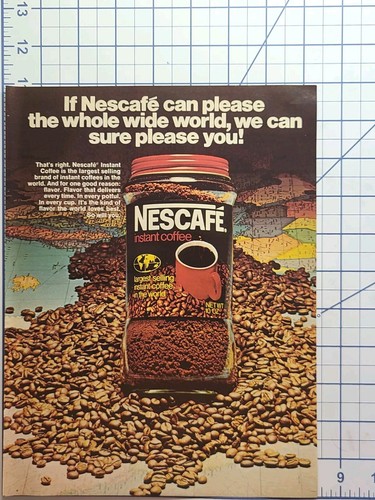 13
12
If Nescafé can please
the whole wide world, we can
sure please you!
That's right. Nescafé® Instant
Coffee is the largest selling
brand of instant coffees in the
world. And for one good reason:
flavor. Flavor that delivers
every time. In every potful.
In every cup. It's the kind of
flavor the world loves best.
So will you.
NESCAFÉ®
instant coffee
largest selling
instant coffee
in the world
NET WT
10 OZ.
9